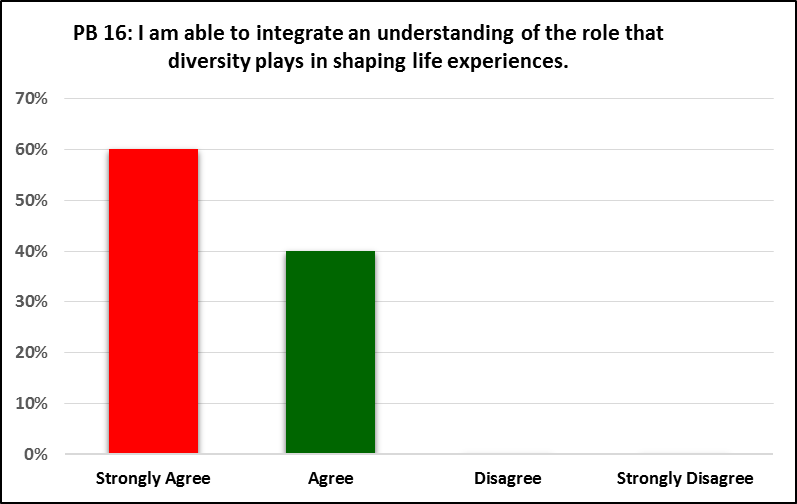 PB 16: I am able to integrate an understanding of the role that
diversity plays in shaping life experiences.
70%
60%
50%
40%
30%
20%
10%
0%
Strongly Agree
Agree
Disagree
Strongly Disagree